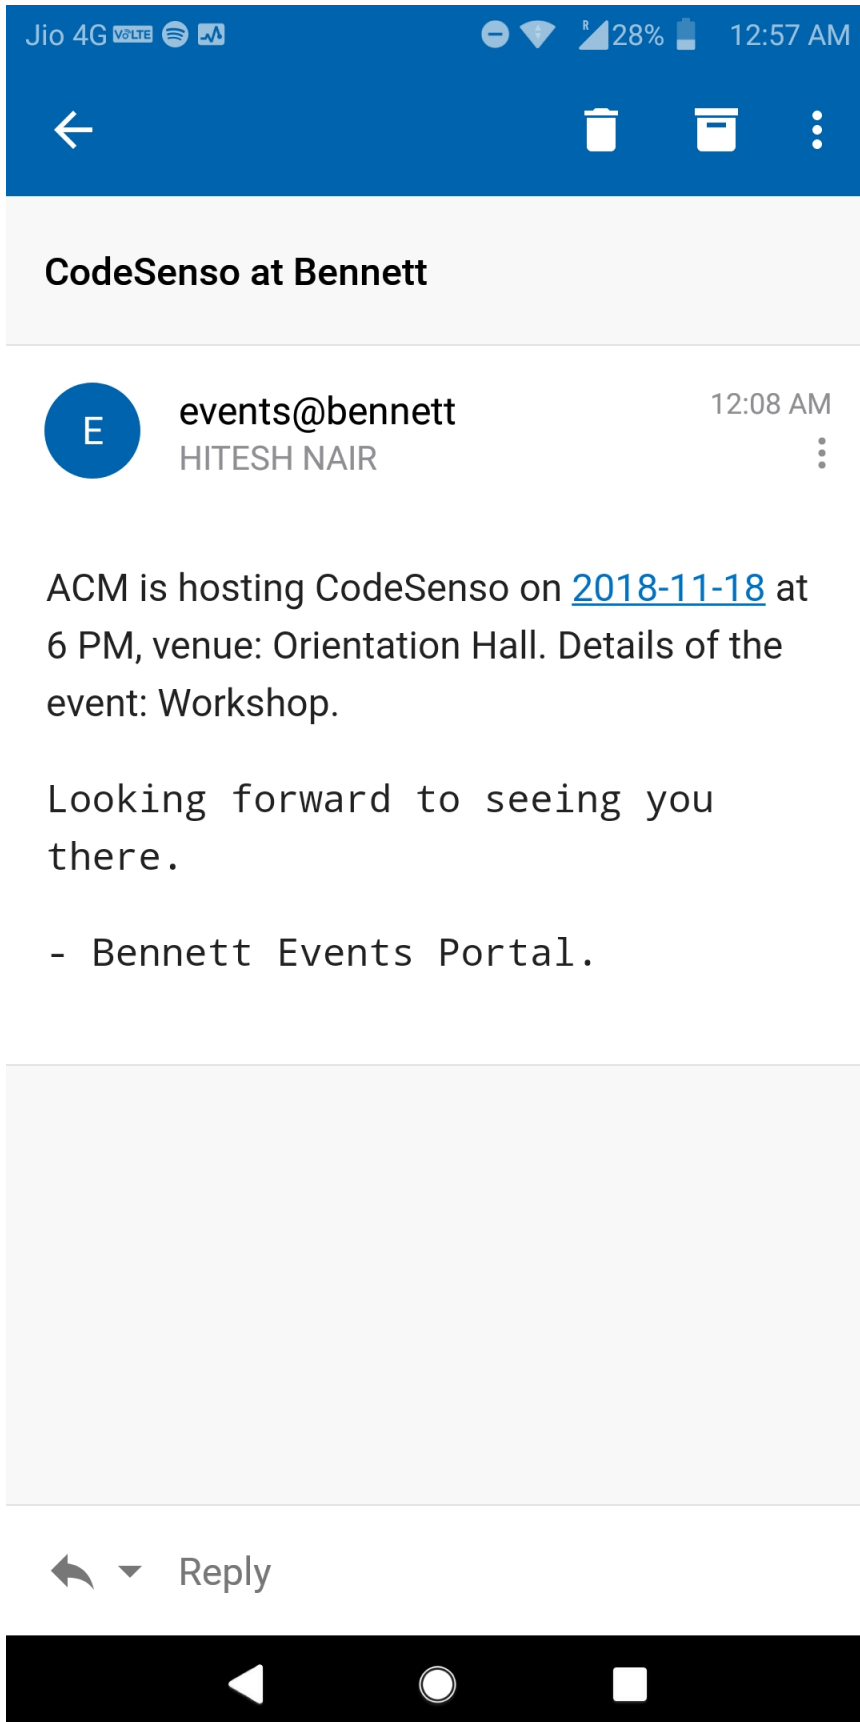 Jio 4G VoLTE R 28% 12:57 AM
CodeSenso at Bennett
E
events@bennett 12:08 AM
HITESH NAIR
ACM is hosting CodeSenso on 2018-11-18 at
6 PM, venue: Orientation Hall. Details of the
event: Workshop.
Looking forward to seeing you
there.
- Bennett Events Portal.
Reply